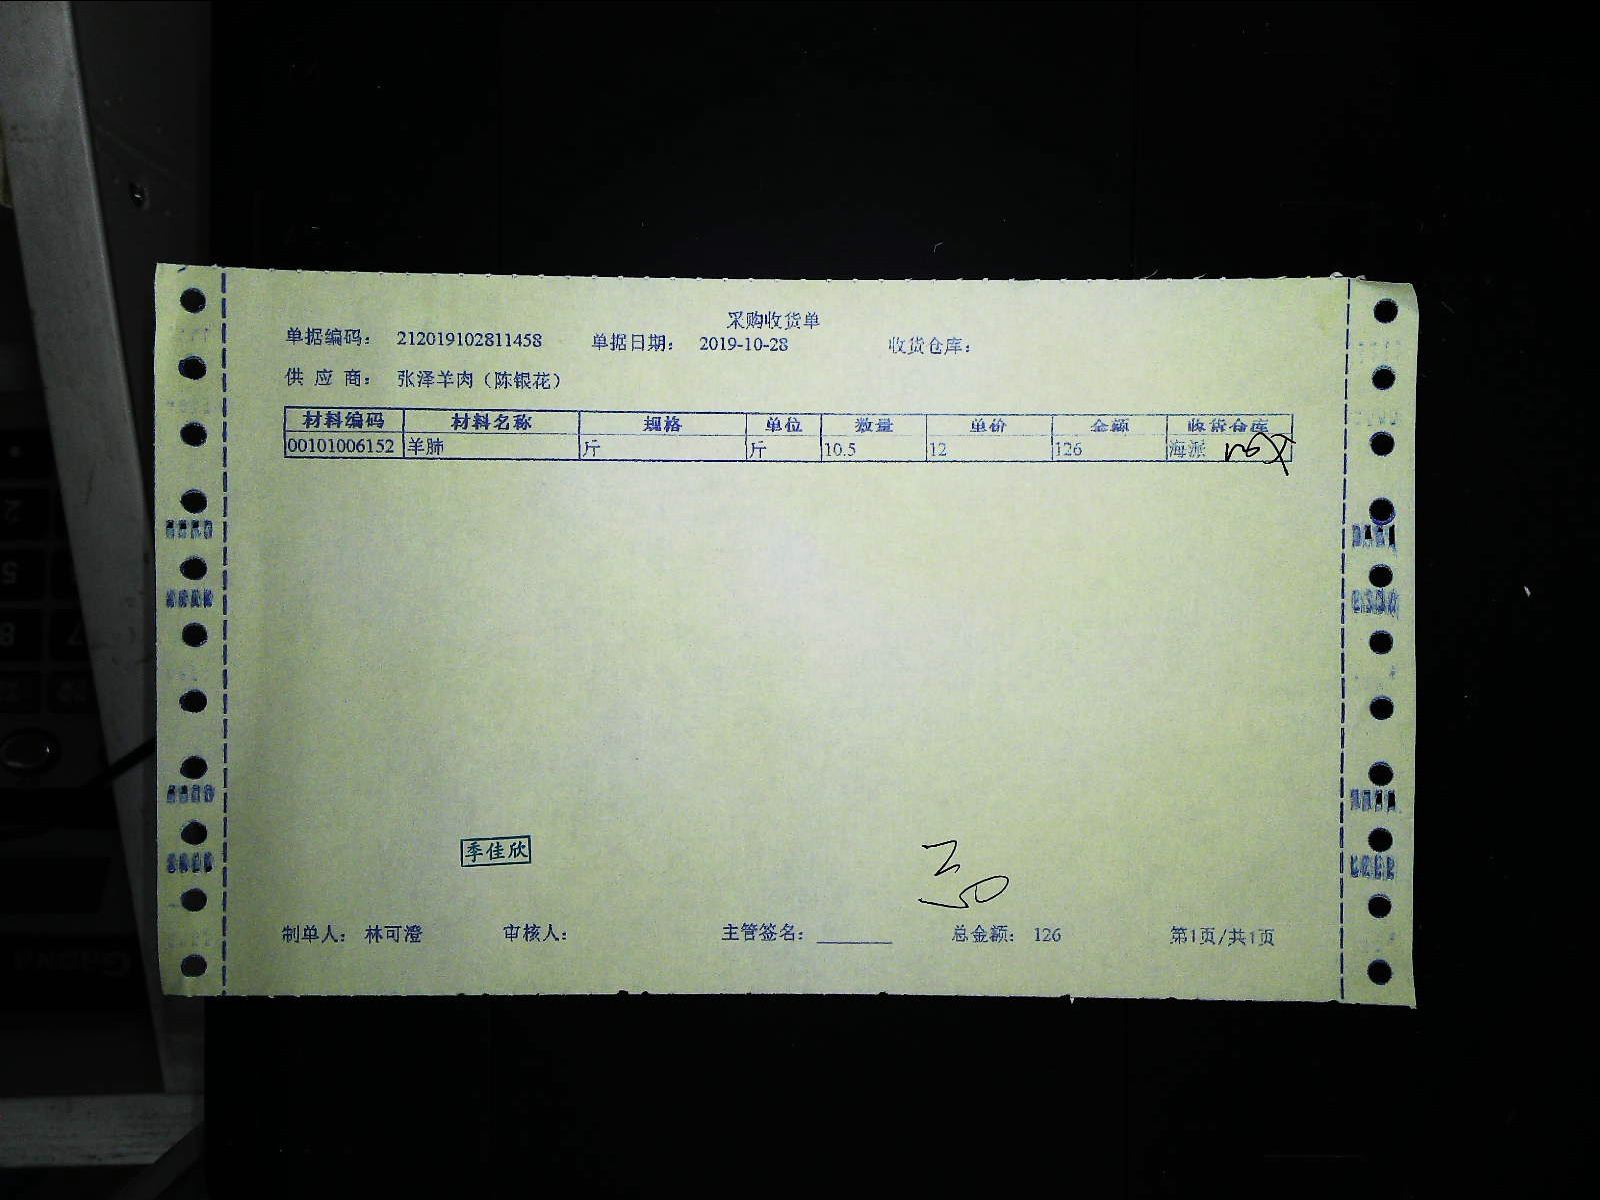 采购收货单
单据编码： 212019102811458 单据日期： 2019-10-28 收货仓库：
供 应 商： 张泽羊肉（陈银花）
材料编码 材料名称 规格 单位 数量 单价 金额 收货仓库
00101006152 羊肺 斤 斤 10.5 12 126 海派
季佳欣
制单人： 林可澄 审核人： 主管签名： 总金额： 126 第1页/共1页